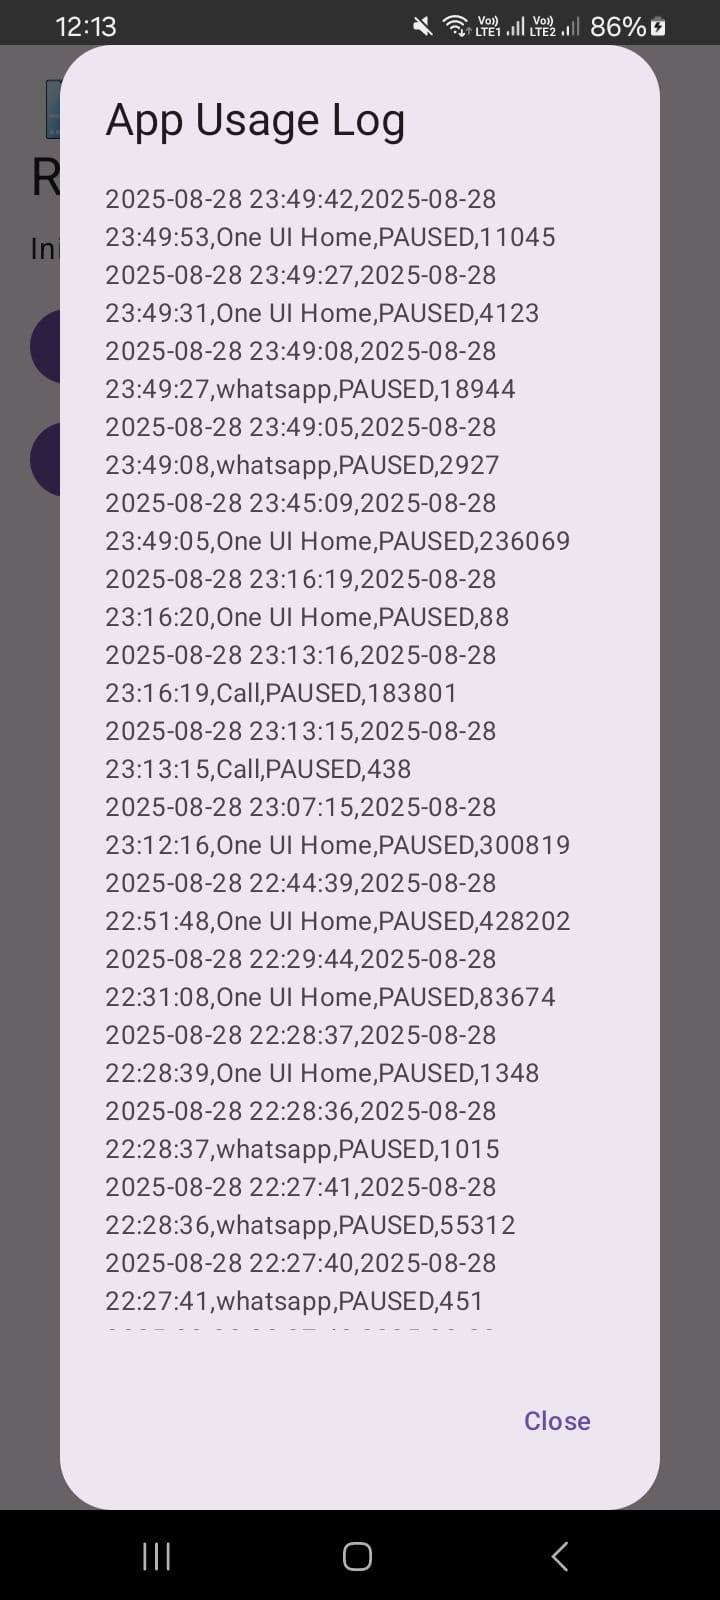 12:13
Vo)) LTE1 Vo)) LTE2 86%
App Usage Log
R
In
2025-08-28 23:49:42,2025-08-28
23:49:53,One UI Home,PAUSED,11045
2025-08-28 23:49:27,2025-08-28
23:49:31,One UI Home,PAUSED,4123
2025-08-28 23:49:08,2025-08-28
23:49:27,whatsapp,PAUSED,18944
2025-08-28 23:49:05,2025-08-28
23:49:08,whatsapp,PAUSED,2927
2025-08-28 23:45:09,2025-08-28
23:49:05,One UI Home,PAUSED,236069
2025-08-28 23:16:19,2025-08-28
23:16:20,One UI Home,PAUSED,88
2025-08-28 23:13:16,2025-08-28
23:16:19,Call,PAUSED,183801
2025-08-28 23:13:15,2025-08-28
23:13:15,Call,PAUSED,438
2025-08-28 23:07:15,2025-08-28
23:12:16,One UI Home,PAUSED,300819
2025-08-28 22:44:39,2025-08-28
22:51:48,One UI Home,PAUSED,428202
2025-08-28 22:29:44,2025-08-28
22:31:08,One UI Home,PAUSED,83674
2025-08-28 22:28:37,2025-08-28
22:28:39,One UI Home,PAUSED,1348
2025-08-28 22:28:36,2025-08-28
22:28:37,whatsapp,PAUSED,1015
2025-08-28 22:27:41,2025-08-28
22:28:36,whatsapp,PAUSED,55312
2025-08-28 22:27:40,2025-08-28
22:27:41,whatsapp,PAUSED,451
Close